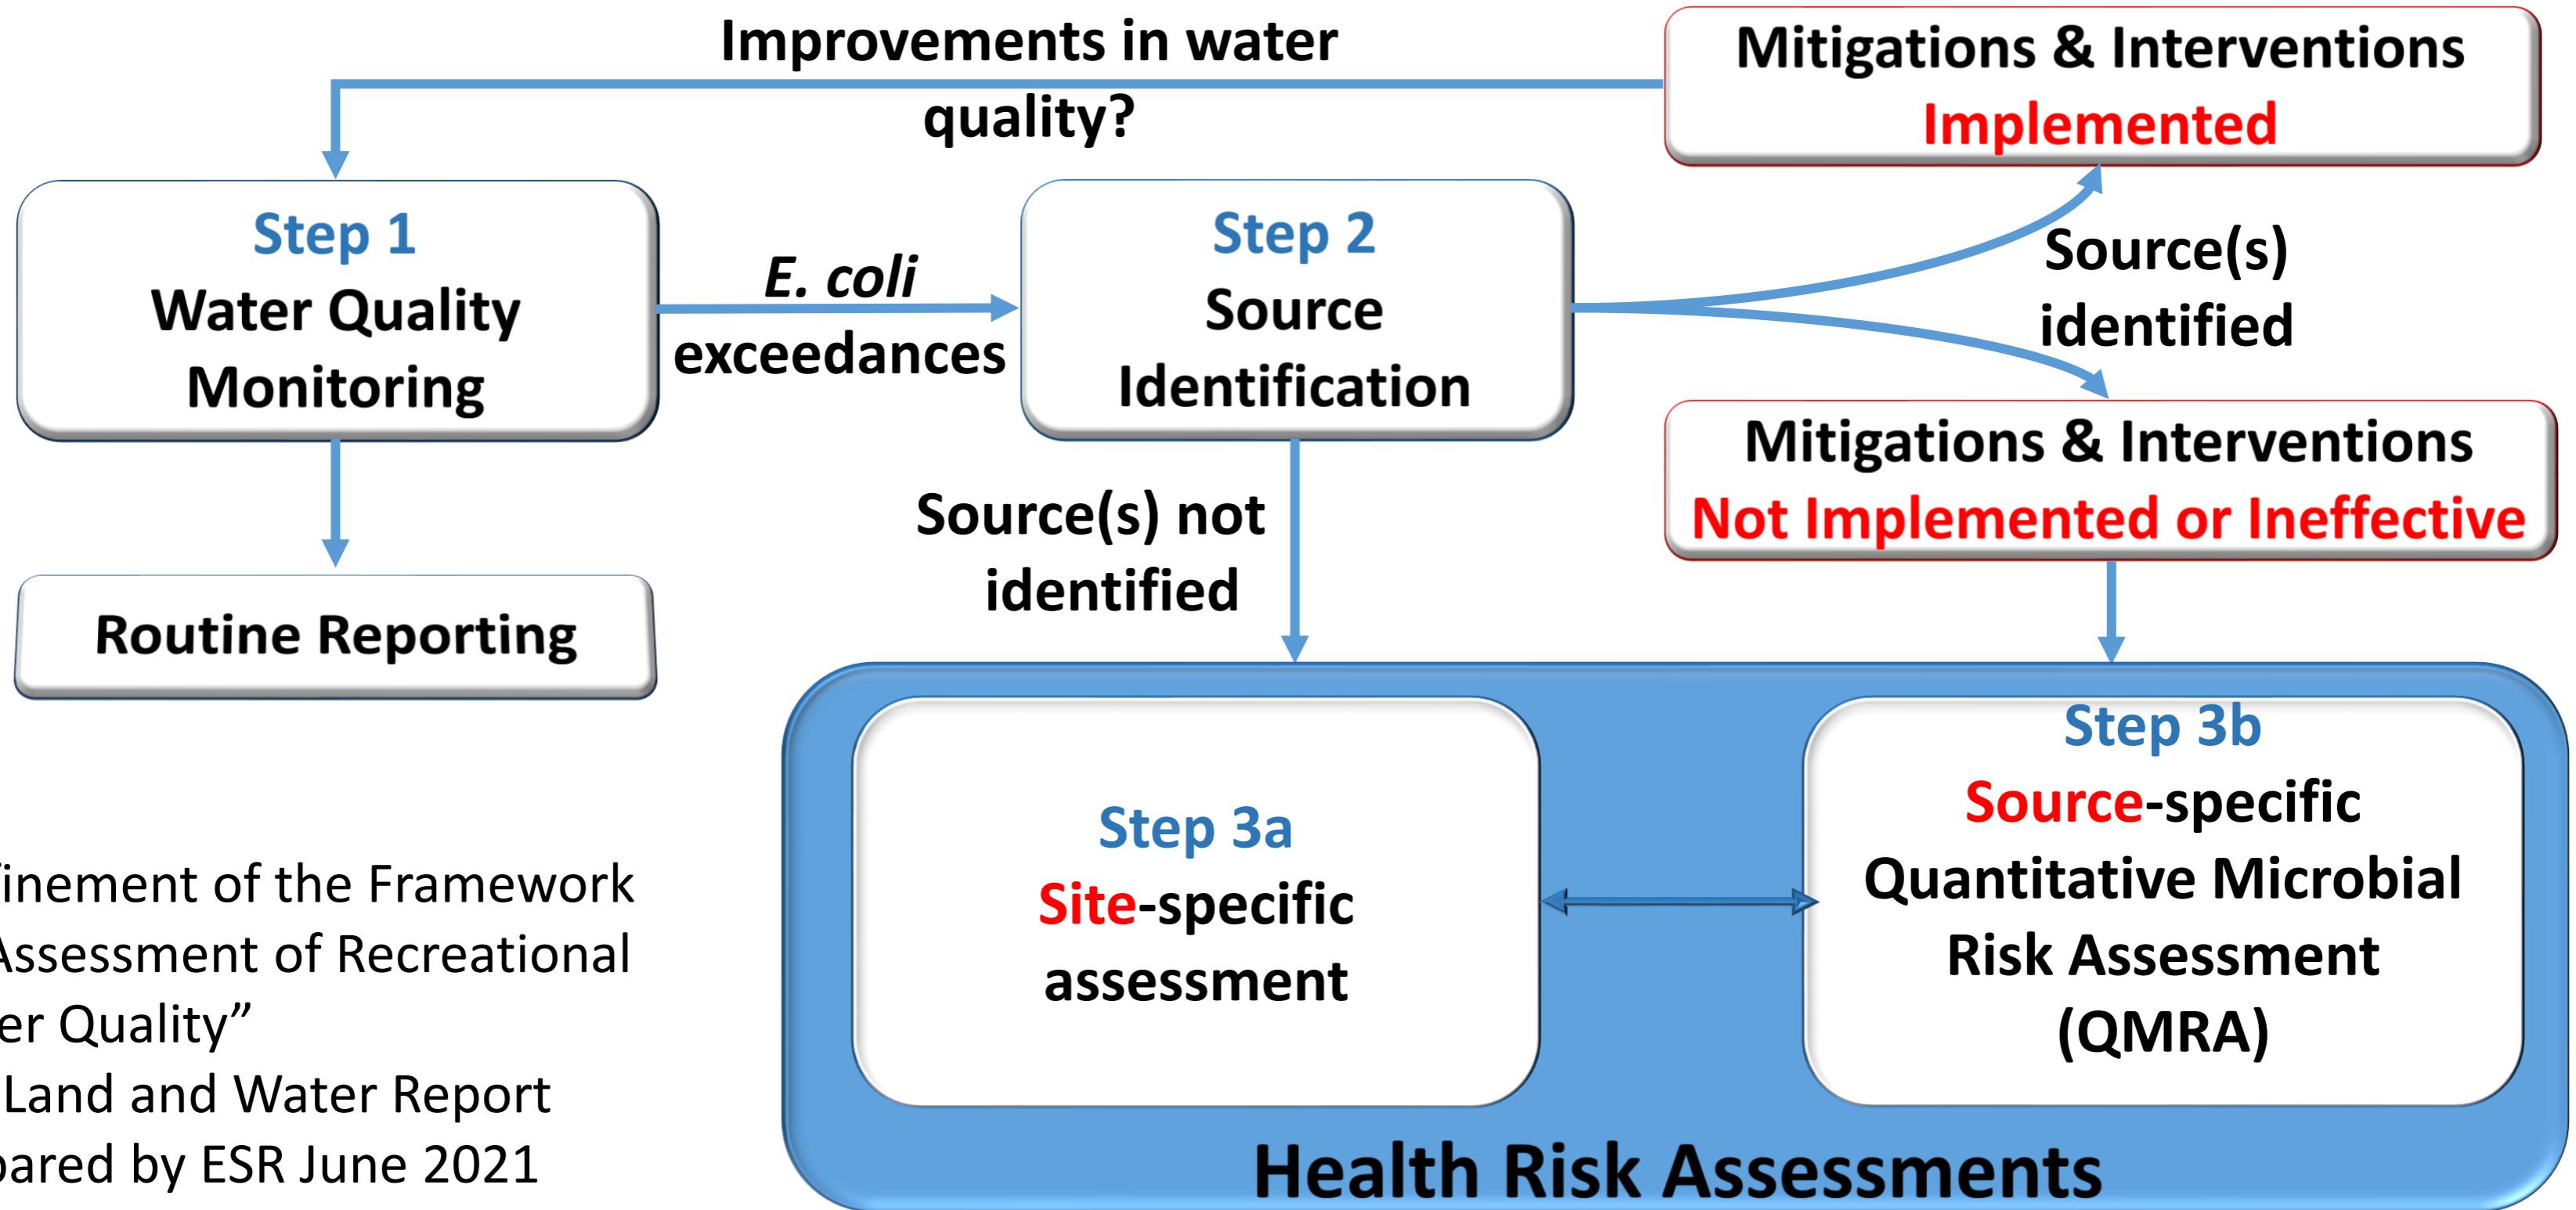 Improvements in water
quality?
Mitigations & Interventions
Implemented
Step 1
Water Quality
Monitoring
E. coli
exceedances
Step 2
Source
Identification
Source(s)
identified
Mitigations & Interventions
Not Implemented or Ineffective
Source(s) not
identified
Routine Reporting
Step 3a
Site-specific
assessment
Step 3b
Source-specific
Quantitative Microbial
Risk Assessment
(QMRA)
Health Risk Assessments
of the Framework
Assessment of Recreational
Quality”
Land and Water Report
by ESR June 2021